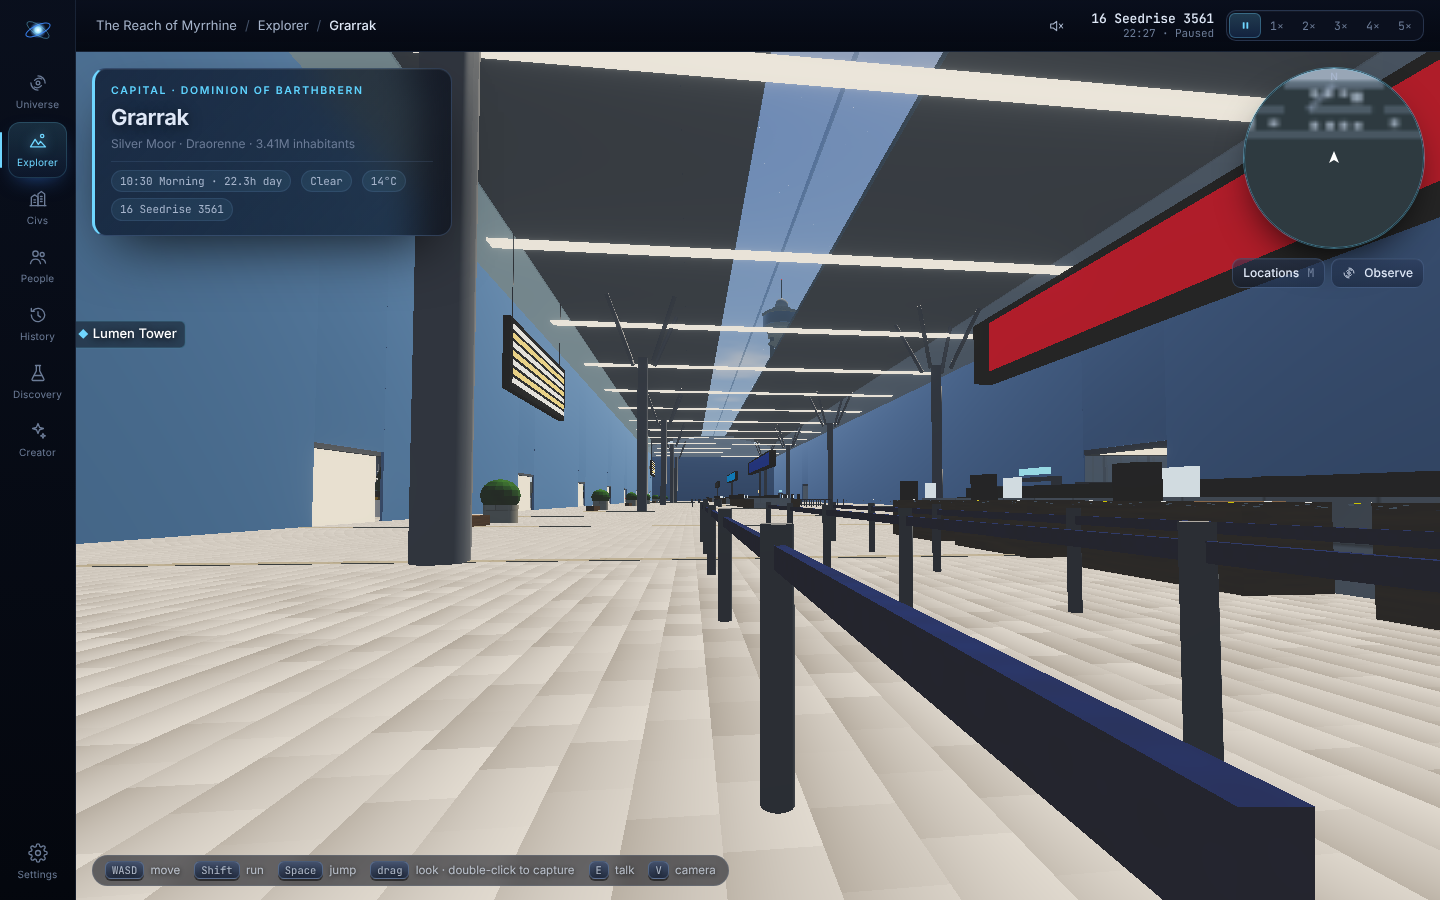 The Reach of Myrrhine / Explorer / Grarrak
16 Seedrise 3561
22:27 · Paused
1× 2× 3× 4× 5×
Universe
Explorer
Civs
People
History
Discovery
Creator
Settings
CAPITAL · DOMINION OF BARTHBRERN
Grarrak
Silver Moor · Draorenne · 3.41M inhabitants
10:30 Morning · 22.3h day
Clear
14°C
16 Seedrise 3561
N
Locations M
Observe
Lumen Tower
WASD move Shift run Space jump drag look · double-click to capture E talk V camera